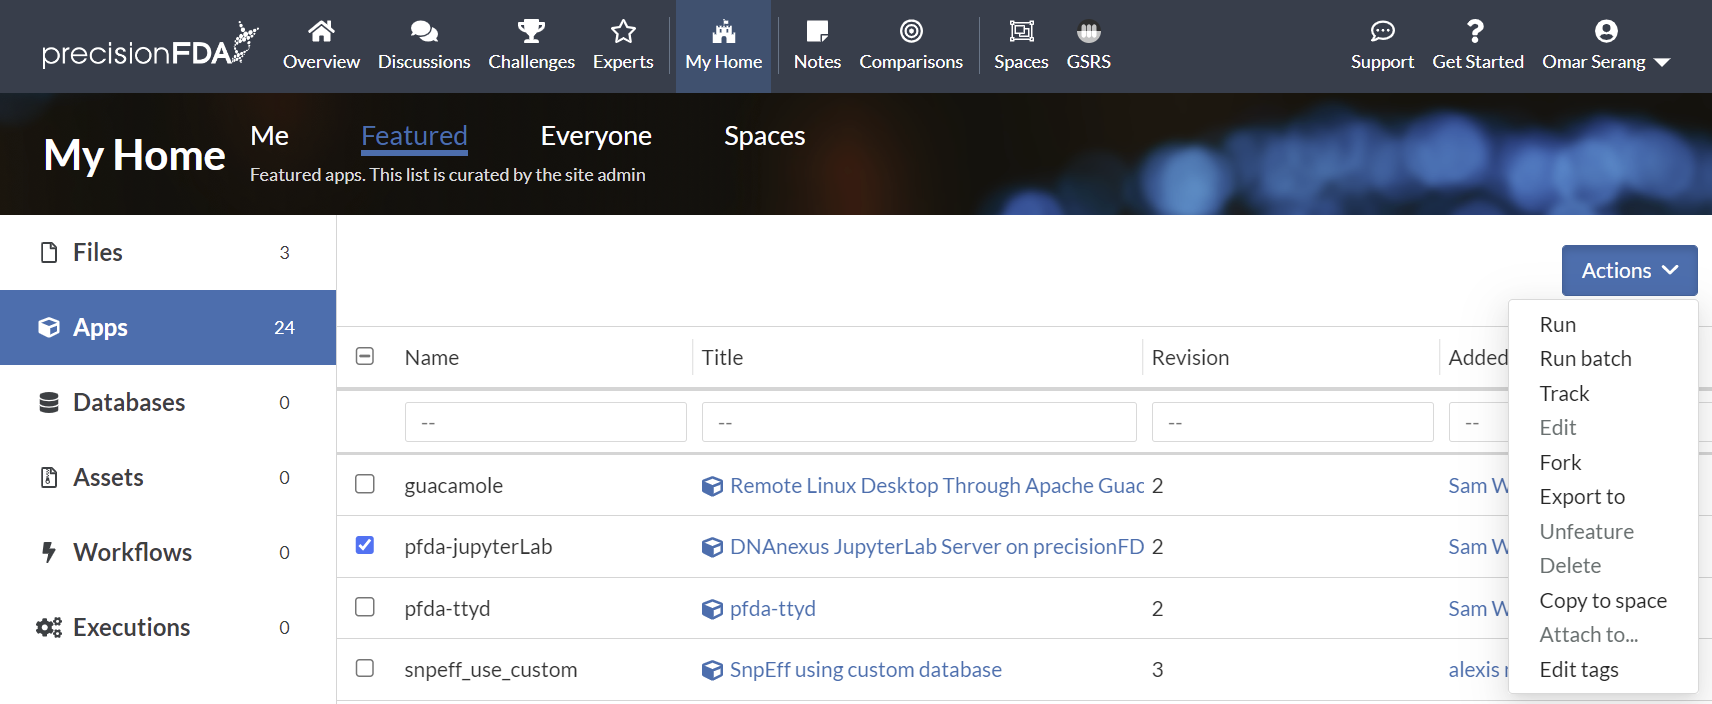 precisionFDA
Overview
Discussions
Challenges
Experts
My Home
Notes
Comparisons
Spaces
GSRS
Support
Get Started
Omar Serang
My Home
Me
Featured
Everyone
Spaces
Featured apps. This list is curated by the site admin
Files 3
Apps 24
Databases 0
Assets 0
Workflows 0
Executions 0
Actions
Run
Run batch
Track
Edit
Fork
Export to
Unfeature
Delete
Copy to space
Attach to...
Edit tags
Name Title Revision Added
-- -- -- --
guacamole Remote Linux Desktop Through Apache Guac 2 Sam W
pfda-jupyterLab DNAnexus JupyterLab Server on precisionFD 2 Sam W
pfda-ttyd pfda-ttyd 2 Sam W
snpeff_use_custom SnpEff using custom database 3 alexis